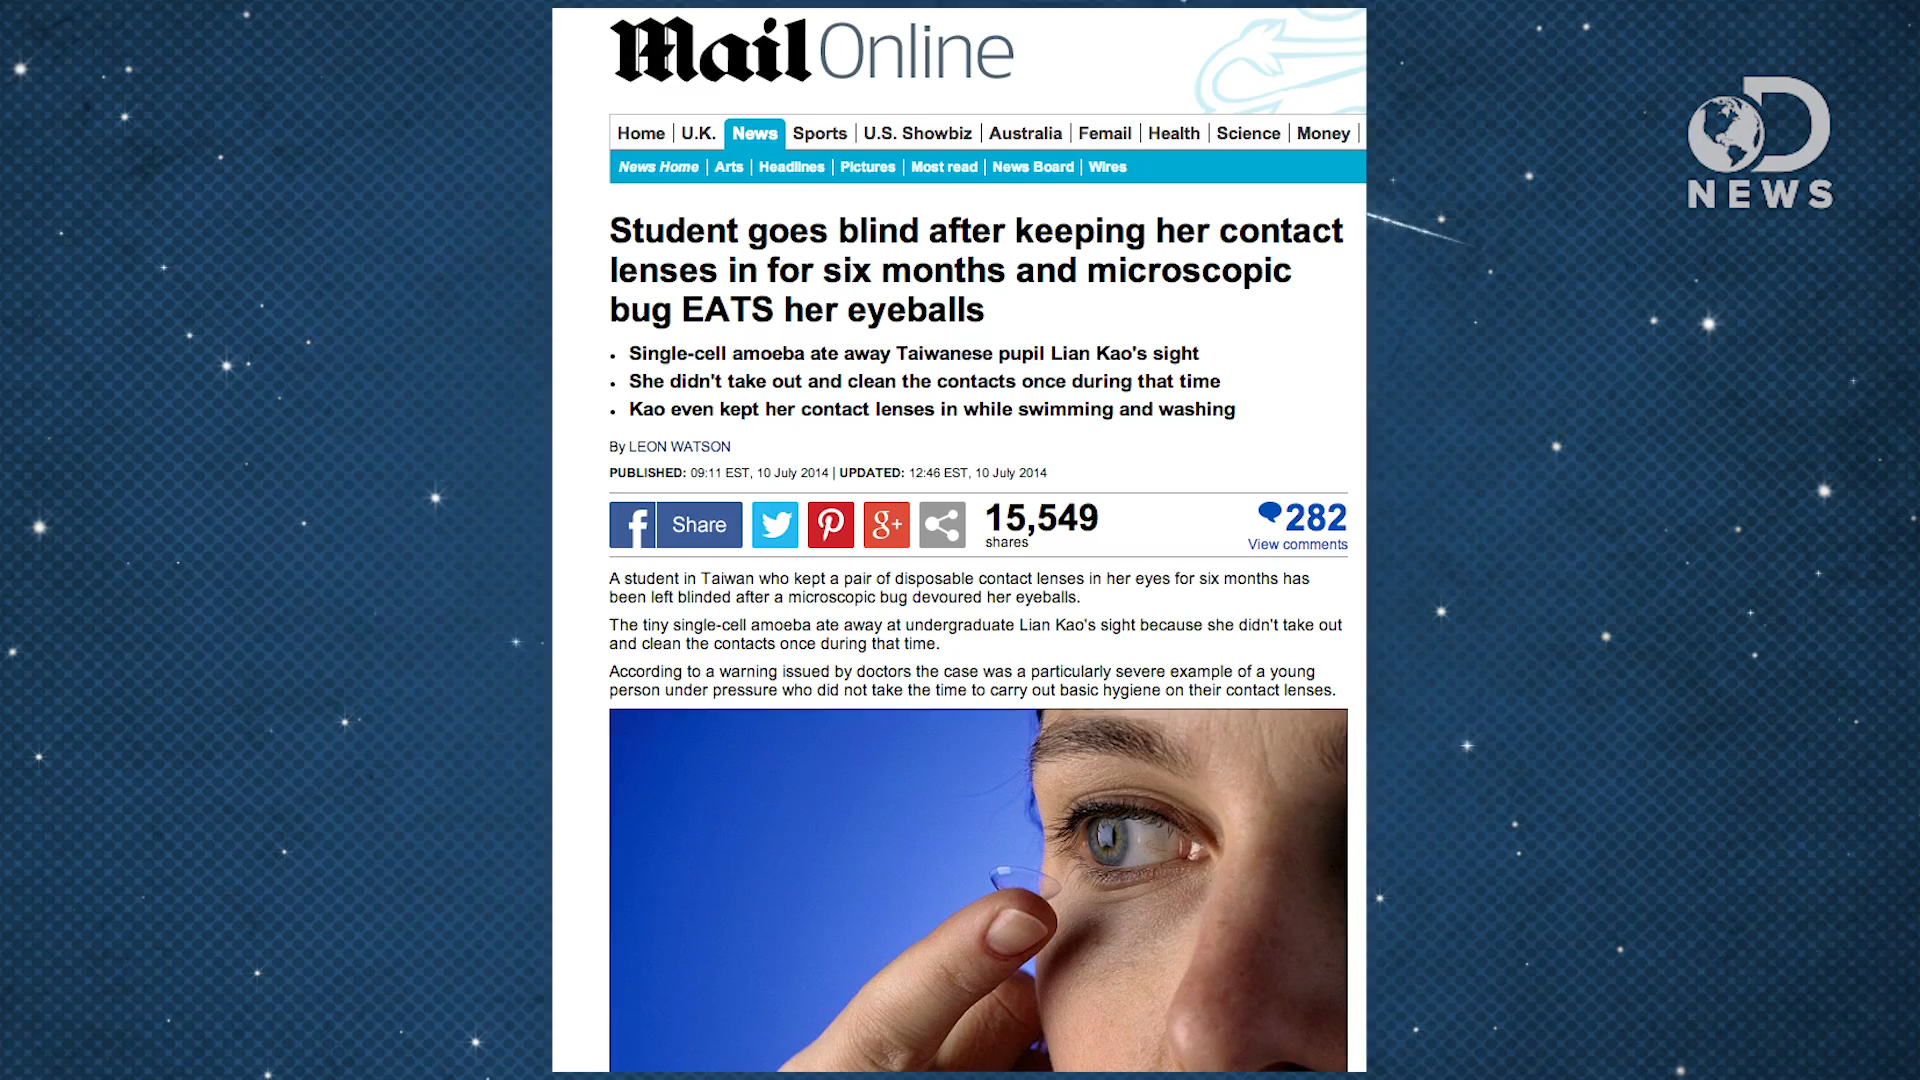 Mail Online
Home | U.K. News Sports | U.S. Showbiz | Australia | Femail | Health | Science | Money |
News Home | Arts | Headlines | Pictures | Most read | News Board | Wires
D
NEWS
Student goes blind after keeping her contact
lenses in for six months and microscopic
bug EATS her eyeballs
• Single-cell amoeba ate away Taiwanese pupil Lian Kao's sight
• She didn't take out and clean the contacts once during that time
• Kao even kept her contact lenses in while swimming and washing
By LEON WATSON
PUBLISHED: 09:11 EST, 10 July 2014 | UPDATED: 12:46 EST, 10 July 2014
f Share
g+
15,549
shares
282
View comments
A student in Taiwan who kept a pair of disposable contact lenses in her eyes for six months has
been left blinded after a microscopic bug devoured her eyeballs.
The tiny single-cell amoeba ate away at undergraduate Lian Kao's sight because she didn't take out
and clean the contacts once during that time.
According to a warning issued by doctors the case was a particularly severe example of a young
person under pressure who did not take the time to carry out basic hygiene on their contact lenses.